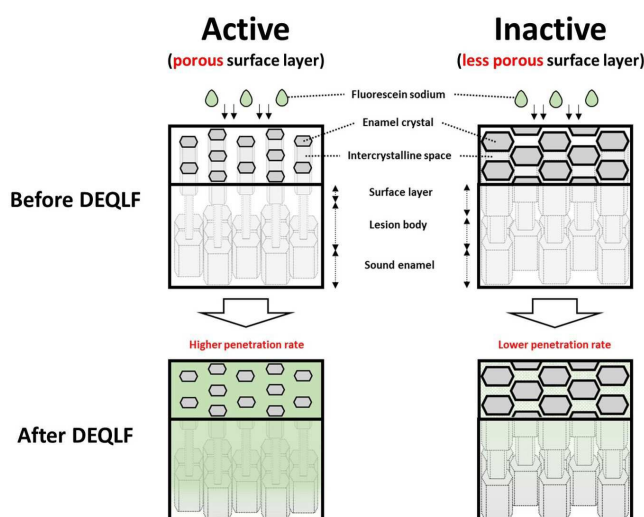 Active
(porous surface layer)
Inactive
(less porous surface layer)
Fluorescein sodium
Enamel crystal
Intercrystalline space
Before DEQLF
Surface layer
Lesion body
Sound enamel
Higher penetration rate
Lower penetration rate
After DEQLF